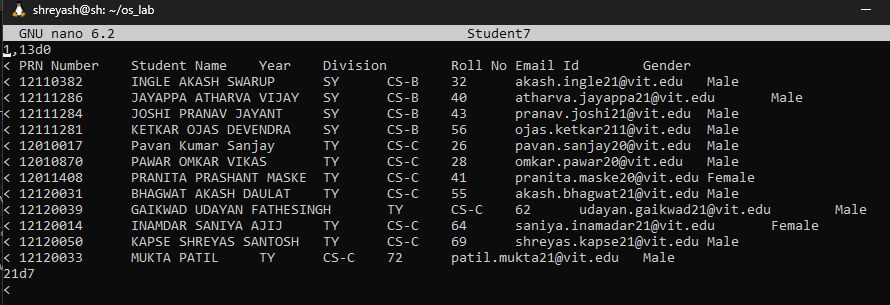 shreyash@sh: ~/os_lab
GNU nano 6.2 Student7
1,13d0
< PRN Number Student Name Year Division Roll No Email Id Gender
< 12110382 INGLE AKASH SWARUP SY CS-B 32 akash.ingle21@vit.edu Male
< 12111286 JAYAPPA ATHARVA VIJAY SY CS-B 40 atharva.jayappa21@vit.edu Male
< 12111284 JOSHI PRANAV JAYANT SY CS-B 43 pranav.joshi21@vit.edu Male
< 12111281 KETKAR OJAS DEVENDRA SY CS-B 56 ojas.ketkar211@vit.edu Male
< 12010017 Pavan Kumar Sanjay TY CS-C 26 pavan.sanjay20@vit.edu Male
< 12010870 PAWAR OMKAR VIKAS TY CS-C 28 omkar.pawar20@vit.edu Male
< 12011408 PRANITA PRASHANT MASKE TY CS-C 41 pranita.maske20@vit.edu Female
< 12120031 BHAGWAT AKASH DAULAT TY CS-C 55 akash.bhagwat21@vit.edu Male
< 12120039 GAIKWAD UDAYAN FATHESINGH TY CS-C 62 udayan.gaikwad21@vit.edu Male
< 12120014 INAMDAR SANIYA AJIJ TY CS-C 64 saniya.inamadar21@vit.edu Female
< 12120050 KAPSE SHREYAS SANTOSH TY CS-C 69 shreyas.kapse21@vit.edu Male
< 12120033 MUKTA PATIL TY CS-C 72 patil.mukta21@vit.edu Male
21d7
<